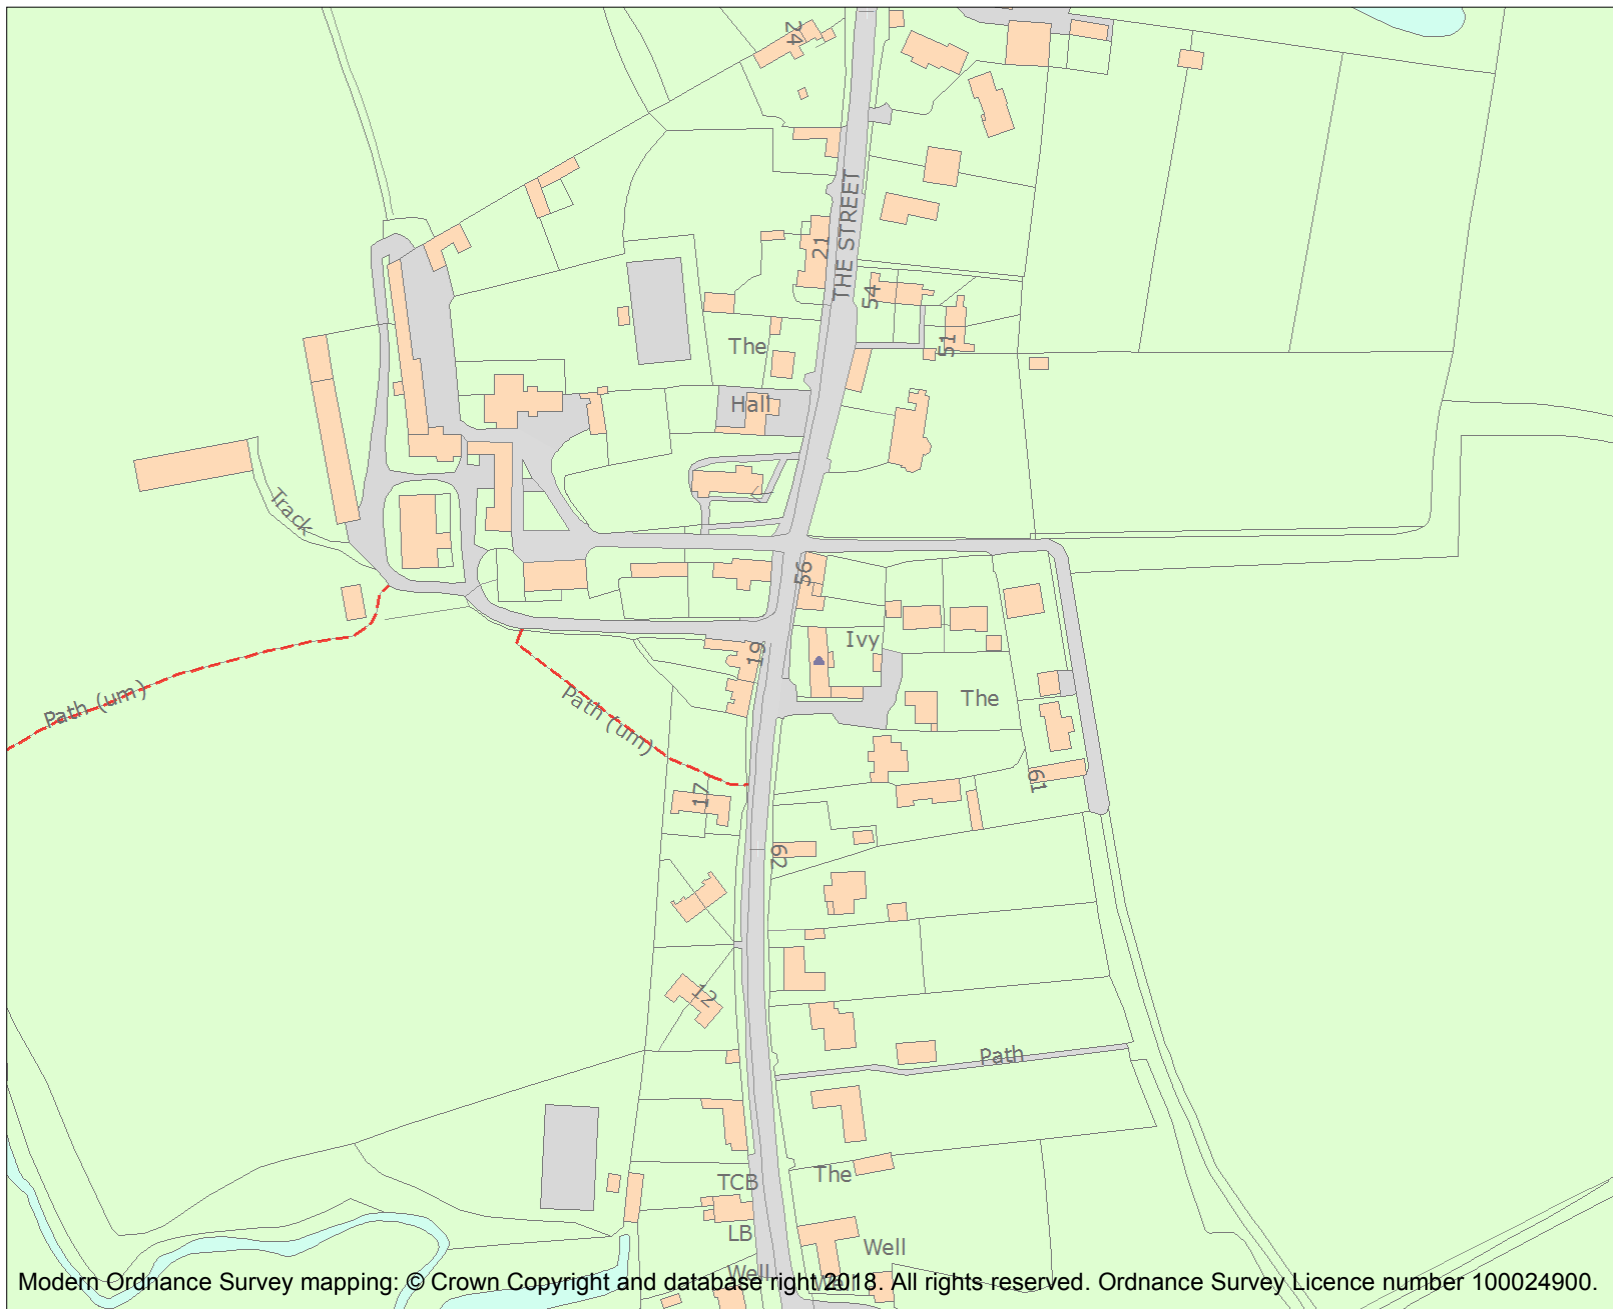 24
THE STREET
21
54
51
The
Hall
Track
56
Ivy
19
The
Path (um)
Path (um)
61
17
62
12
Path
TCB
The
LB
Well
Well
Well
Modern Ordnance Survey mapping: © Crown Copyright and database right 2018. All rights reserved. Ordnance Survey Licence number 100024900.